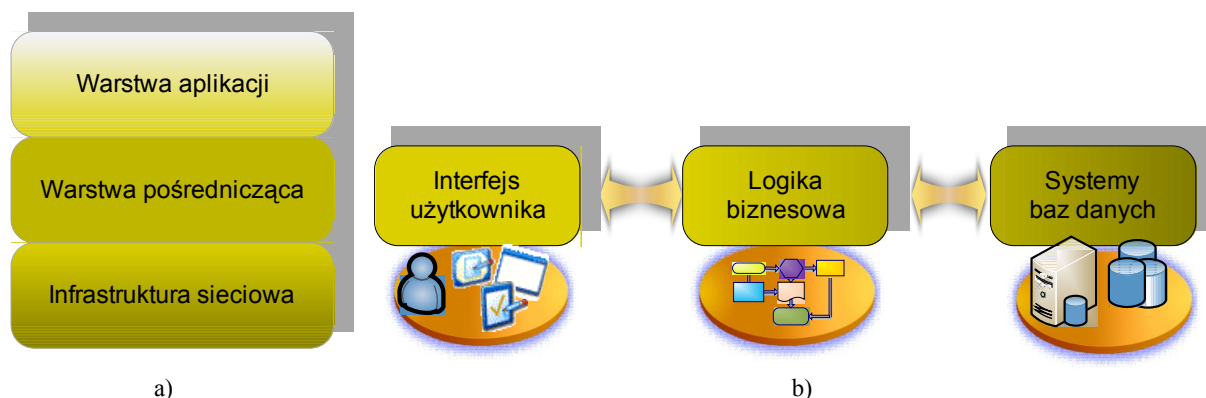 Warstwa aplikacji
Warstwa pośrednicząca
Infrastruktura sieciowa
a)
Interfejs
użytkownika
Logika
biznesowa
Systemy
baz danych
b)